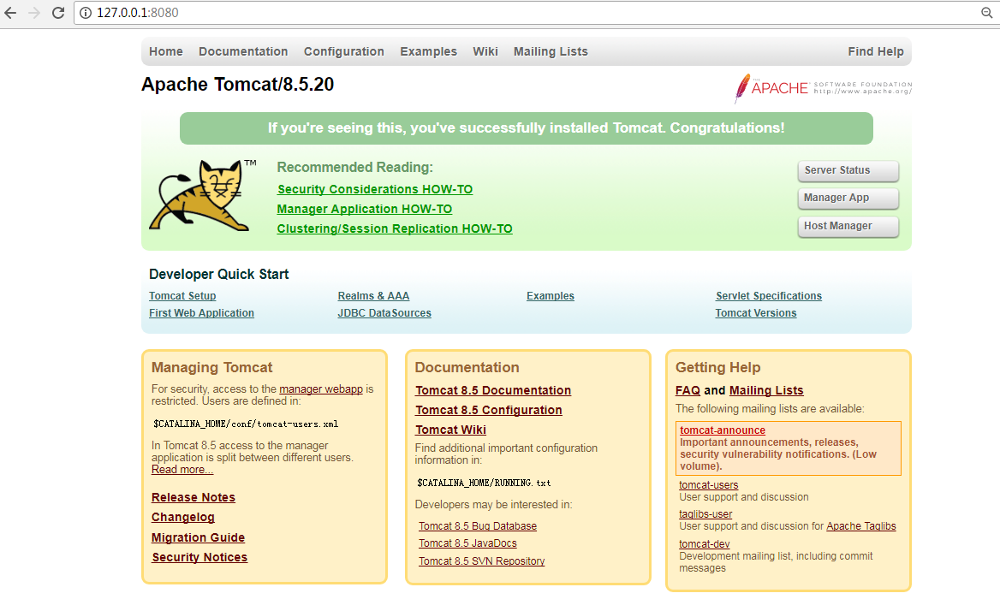 127.0.0.1:8080
Home Documentation Configuration Examples Wiki Mailing Lists Find Help
Apache Tomcat/8.5.20
THE
APACHE
SOFTWARE FOUNDATION
http://www.apache.org/
If you're seeing this, you've successfully installed Tomcat. Congratulations!
TM
Recommended Reading:
Security Considerations HOW-TO
Manager Application HOW-TO
Clustering/Session Replication HOW-TO
Server Status
Manager App
Host Manager
Developer Quick Start
Tomcat Setup
First Web Application
Realms & AAA
JDBC DataSources
Examples
Servlet Specifications
Tomcat Versions
Managing Tomcat
For security, access to the manager webapp is
restricted. Users are defined in:
$CATALINA_HOME/conf/tomcat-users.xml
In Tomcat 8.5 access to the manager
application is split between different users.
Read more...
Release Notes
Changelog
Migration Guide
Security Notices
Documentation
Tomcat 8.5 Documentation
Tomcat 8.5 Configuration
Tomcat Wiki
Find additional important configuration
information in:
$CATALINA_HOME/RUNNING.txt
Developers may be interested in:
Tomcat 8.5 Bug Database
Tomcat 8.5 JavaDocs
Tomcat 8.5 SVN Repository
Getting Help
FAQ and Mailing Lists
The following mailing lists are available:
tomcat-announce
Important announcements, releases,
security vulnerability notifications. (Low
volume).
tomcat-users
User support and discussion
taglibs-user
User support and discussion for Apache Taglibs
tomcat-dev
Development mailing list, including commit
messages